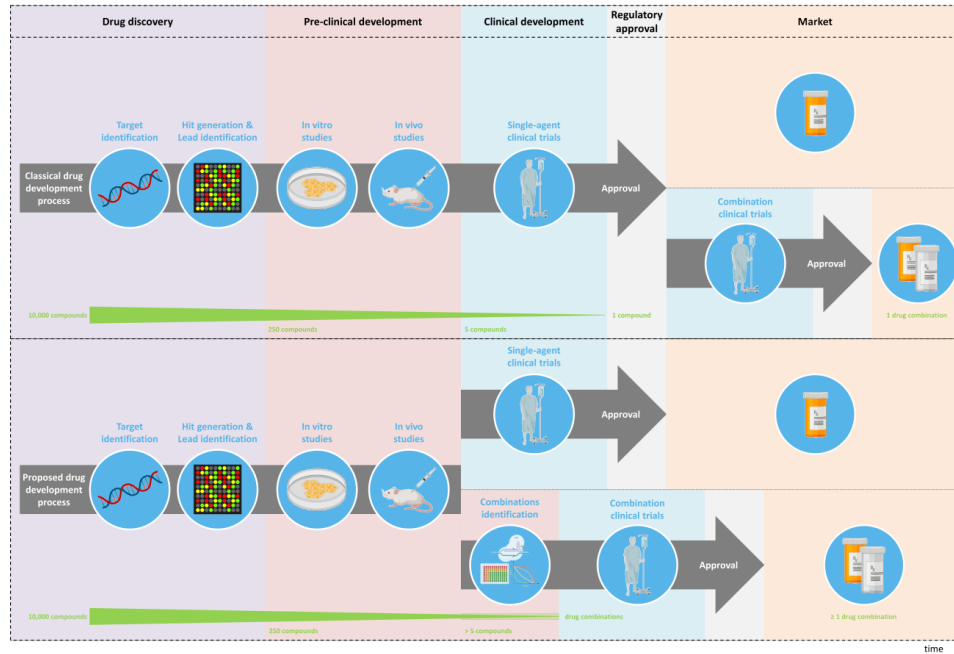 Drug discovery
Pre-clinical development
Clinical development
Regulatory
approval
Market
Target
identification
Hit generation &
Lead identification
In vitro
studies
In vivo
studies
Single-agent
clinical trials
Classical drug
development
process
Approval
Combination
clinical trials
Approval
10,000 compounds
250 compounds
5 compounds
1 compound
1 drug combination
Single-agent
clinical trials
Approval
Target
identification
Hit generation &
Lead identification
In vitro
studies
In vivo
studies
Proposed drug
development
process
Combinations
identification
Combination
clinical trials
Approval
10,000 compounds
250 compounds
> 5 compounds
drug combinations
≥ 1 drug combination
time